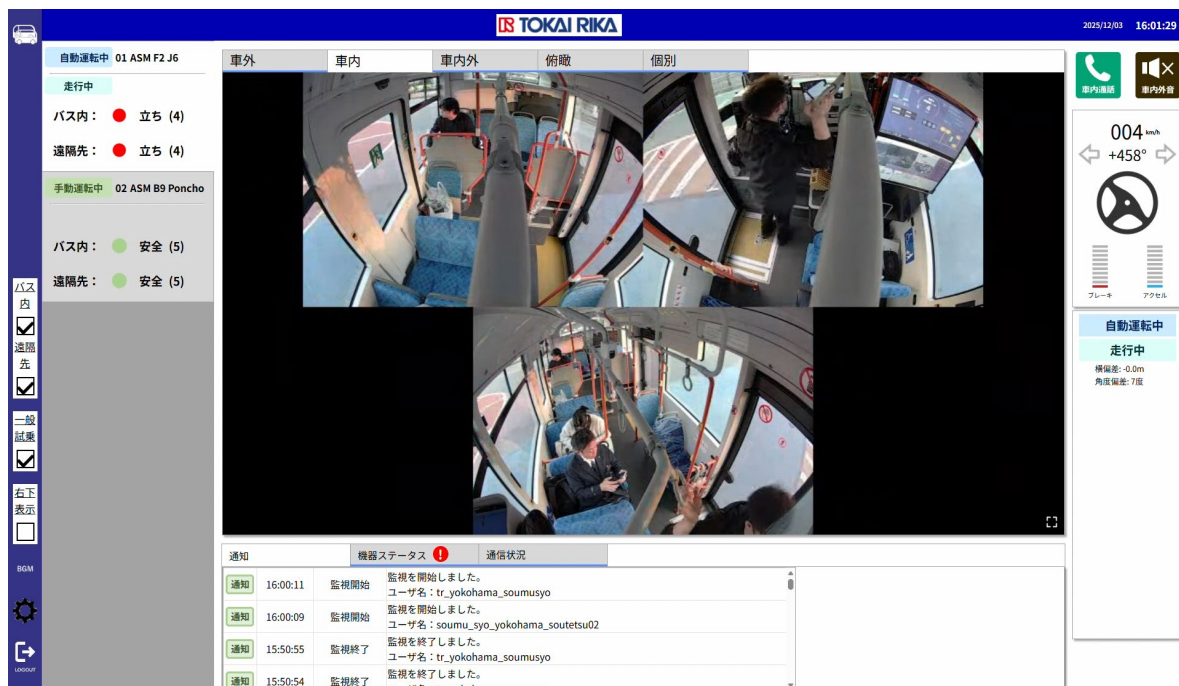 TOKAI RIKA
2025/12/03 16:01:29
自動運転中 01 ASM F2 J6
走行中
バス内： 立ち (4)
遠隔先： 立ち (4)
手動運転中 02 ASM B9 Poncho
バス内： 安全 (5)
遠隔先： 安全 (5)
バス
内
遠隔
先
一般
試乗
右下
表示
BGM
LOGOUT
車外 車内 車内外 俯瞰 個別
車内通話 車内外音
004 km/h
+458°
ブレーキ アクセル
自動運転中
走行中
横偏差: -0.0m
角度偏差: 7度
通知 機器ステータス 通信状況
通知 16:00:11 監視開始 監視を開始しました。
ユーザ名：tr_yokohama_soumusyo
通知 16:00:09 監視開始 監視を開始しました。
ユーザ名：soumu_syo_yokohama_soutetsu02
通知 15:50:55 監視終了 監視を終了しました。
ユーザ名：tr_yokohama_soumusyo
通知 15:50:54 監視終了 監視を終了しました。